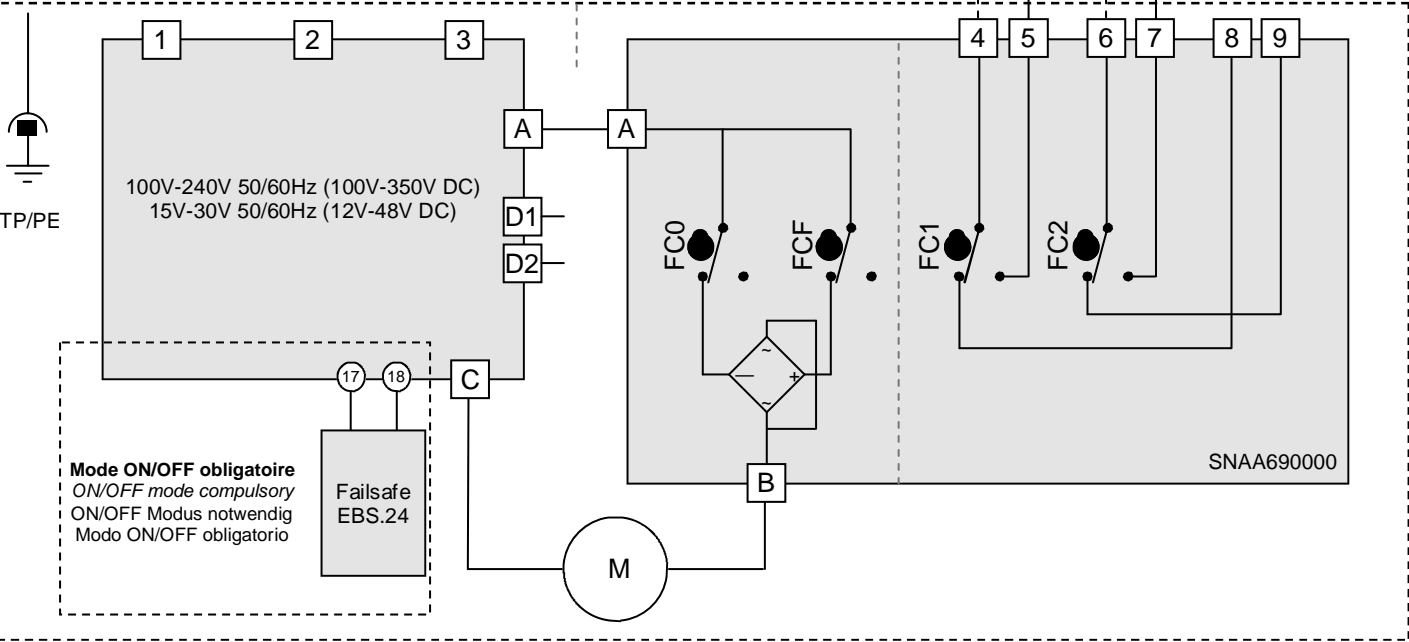 1
2
3
4
5
6
7
8
9
A
A
100V-240V 50/60Hz (100V-350V DC)
15V-30V 50/60Hz (12V-48V DC)
D1
D2
TP/PE
FC0
FCF
FC1
FC2
~
— +
~
17
18
C
Mode ON/OFF obligatoire
ON/OFF mode compulsory
ON/OFF Modus notwendig
Modo ON/OFF obligatorio
Failsafe
EBS.24
SNAA690000
B
M